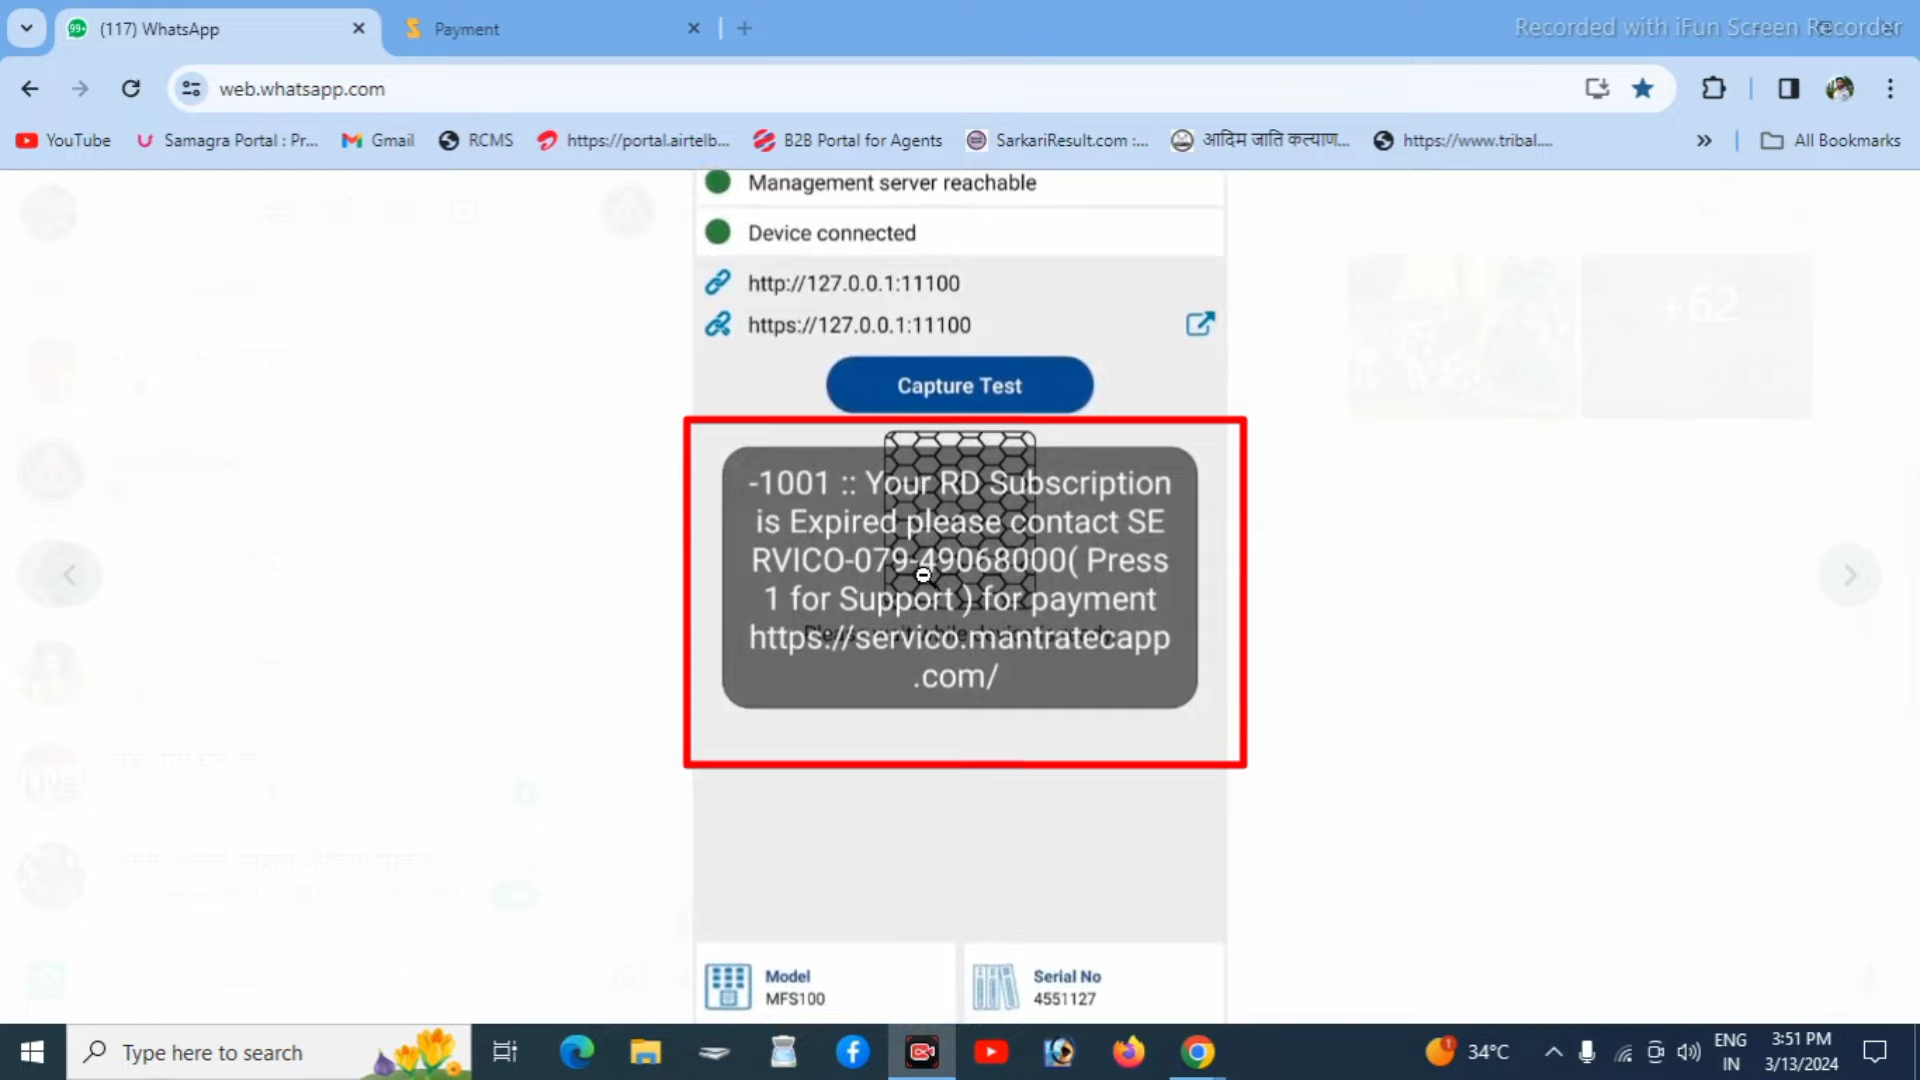 (117) WhatsApp
Payment
Recorded with iFun Screen Recorder
web.whatsapp.com
YouTube
Samagra Portal : Pr...
Gmail
RCMS
https://portal.airtelb...
B2B Portal for Agents
SarkariResult.com :...
आदिम जाति कल्याण...
https://www.tribal....
All Bookmarks
Management server reachable
Device connected
http://127.0.0.1:11100
https://127.0.0.1:11100
+62
Capture Test
-1001 :: Your RD Subscription
is Expired please contact SE
RVICO-079-49068000( Press
1 for Support ) for payment
https://servico.mantratecapp
.com/
Model
MFS100
Serial No
4551127
LIVE
Type here to search
34°C
ENG
IN
3:51 PM
3/13/2024